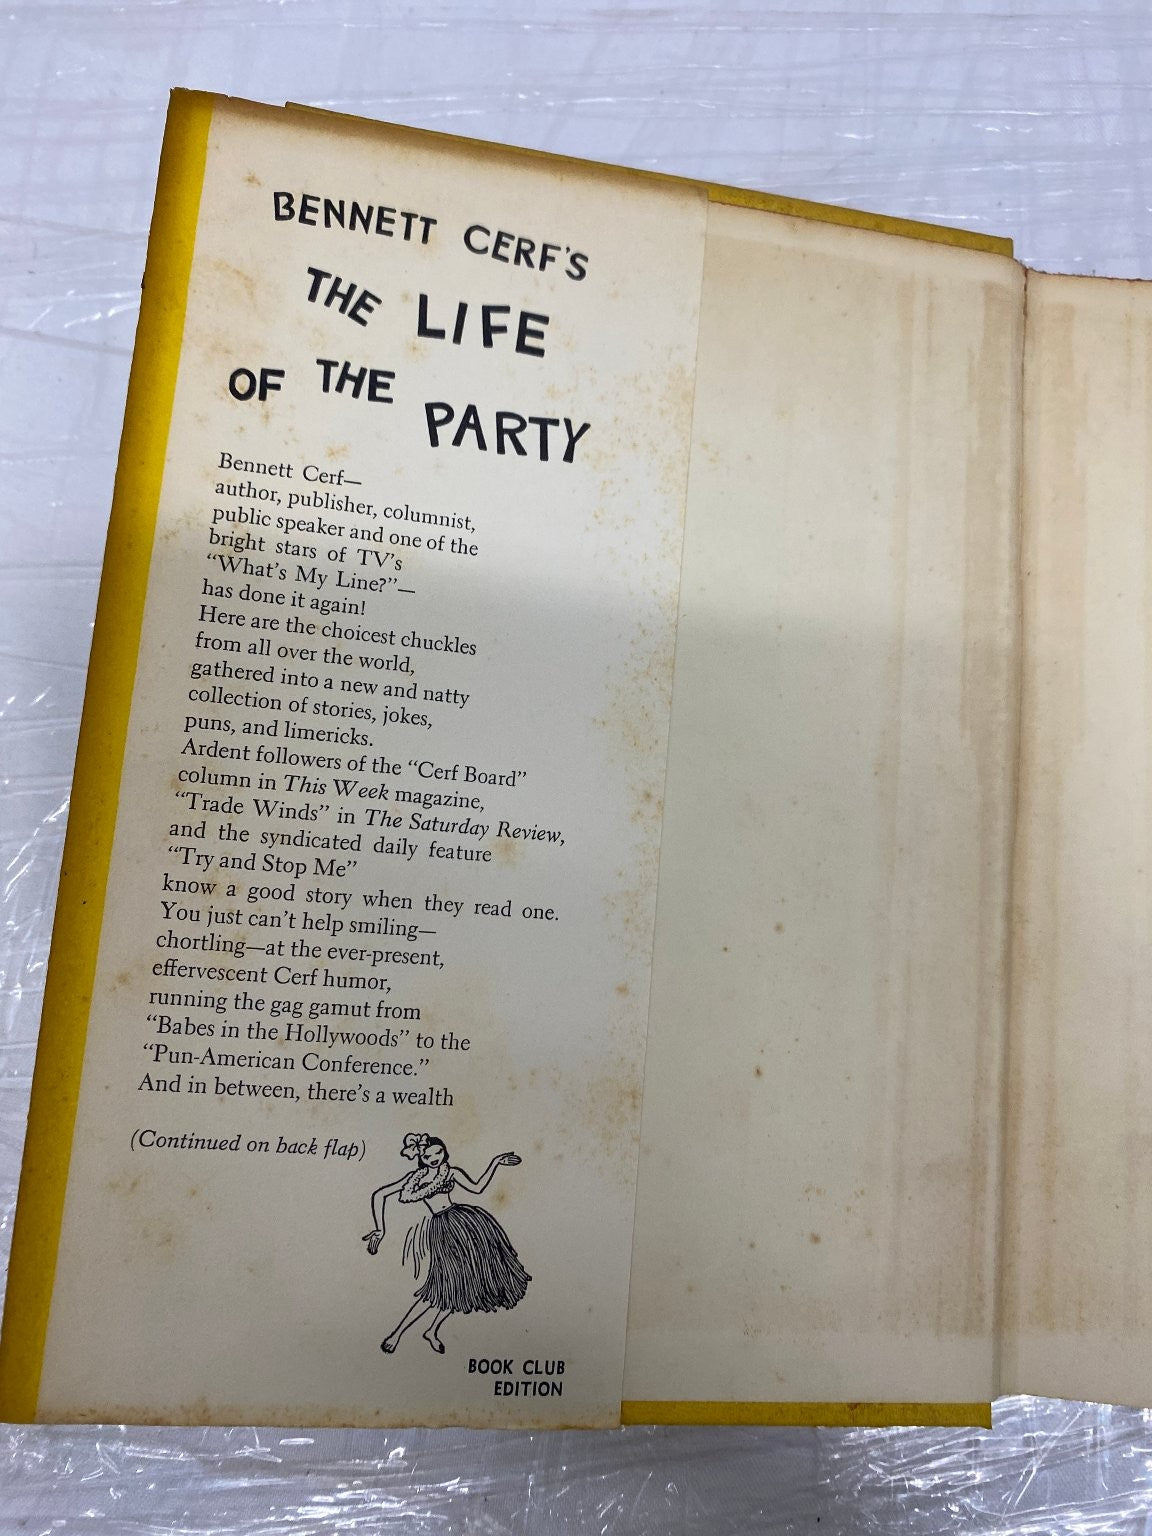 BENNETT CERF'S
THE LIFE
OF THE PARTY
Bennett Cerf—
author, publisher, columnist,
public speaker and one of the
bright stars of TV's
“What's My Line?”—
has done it again!
Here are the choicest chuckles
from all over the world,
gathered into a new and natty
collection of stories, jokes,
puns, and limericks.
Ardent followers of the “Cerf Board”
column in This Week magazine,
“Trade Winds” in The Saturday Review,
and the syndicated daily feature
“Try and Stop Me”
know a good story when they read one.
You just can't help smiling—
chortling—at the ever-present,
effervescent Cerf humor,
running the gag gamut from
“Babes in the Hollywoods” to the
“Pun-American Conference.”
And in between, there's a wealth
(Continued on back flap)
BOOK CLUB
EDITION